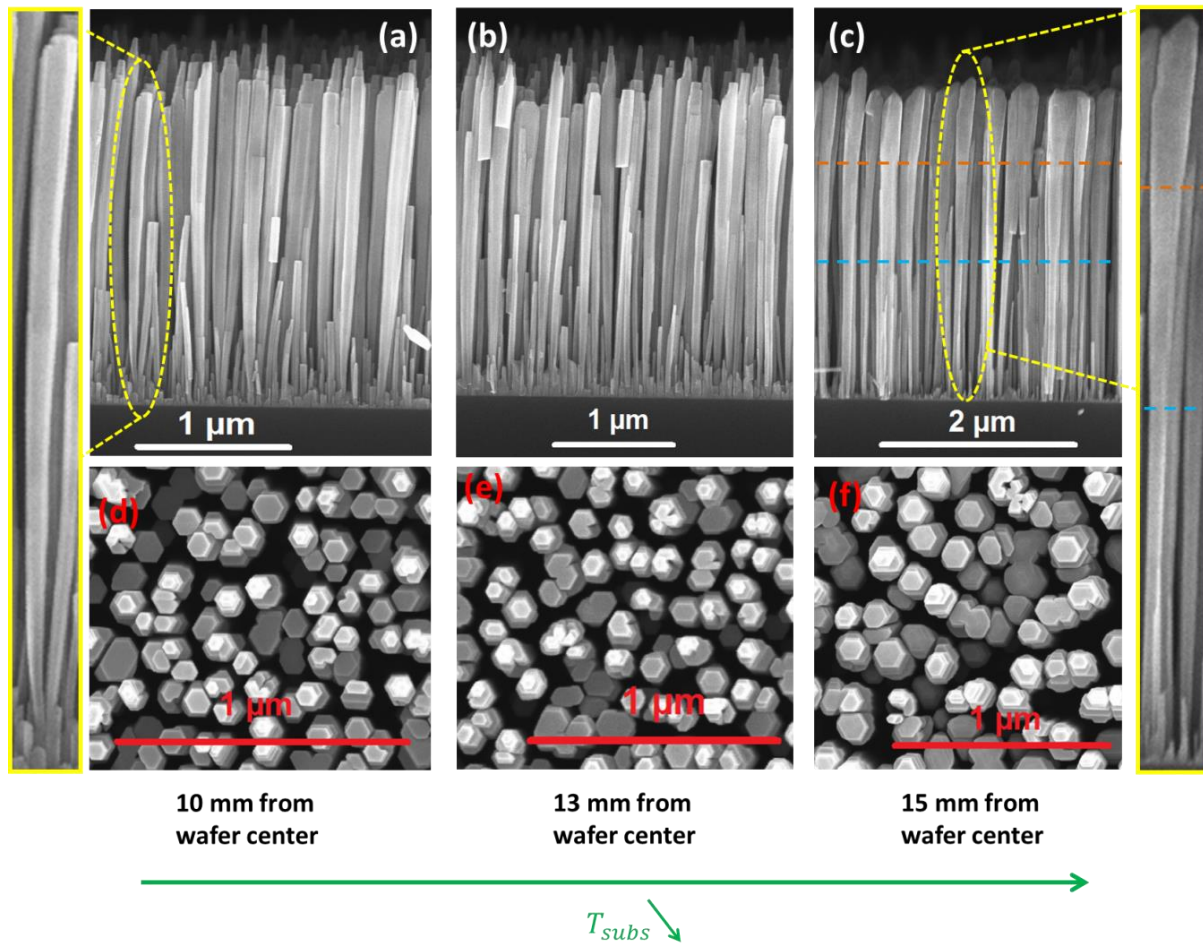 (a)
(b)
(c)
1 µm
1 µm
2 µm
(d)
(e)
(f)
1 µm
1 µm
1 µm
10 mm from
wafer center
13 mm from
wafer center
15 mm from
wafer center
T_subs ↘